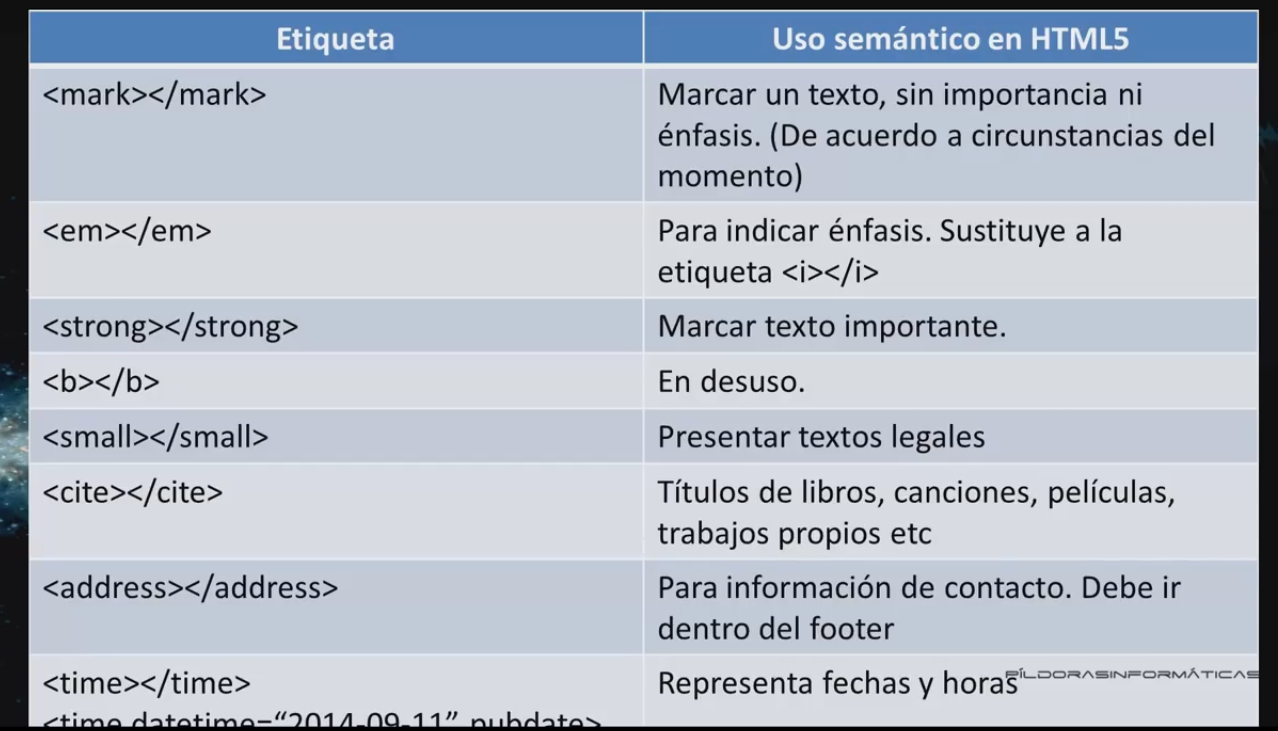 Etiqueta
Uso semántico en HTML5
<mark></mark>
Marcar un texto, sin importancia ni
énfasis. (De acuerdo a circunstancias del
momento)
<em></em>
Para indicar énfasis. Sustituye a la
etiqueta <i></i>
<strong></strong>
Marcar texto importante.
<b></b>
En desuso.
<small></small>
Presentar textos legales
<cite></cite>
Títulos de libros, canciones, películas,
trabajos propios etc
<address></address>
Para información de contacto. Debe ir
dentro del footer
<time></time>
Representa fechas y horas
PÍLDORASINFORMÁTICAS
<time datetime=“2014-09-11” pubdate>